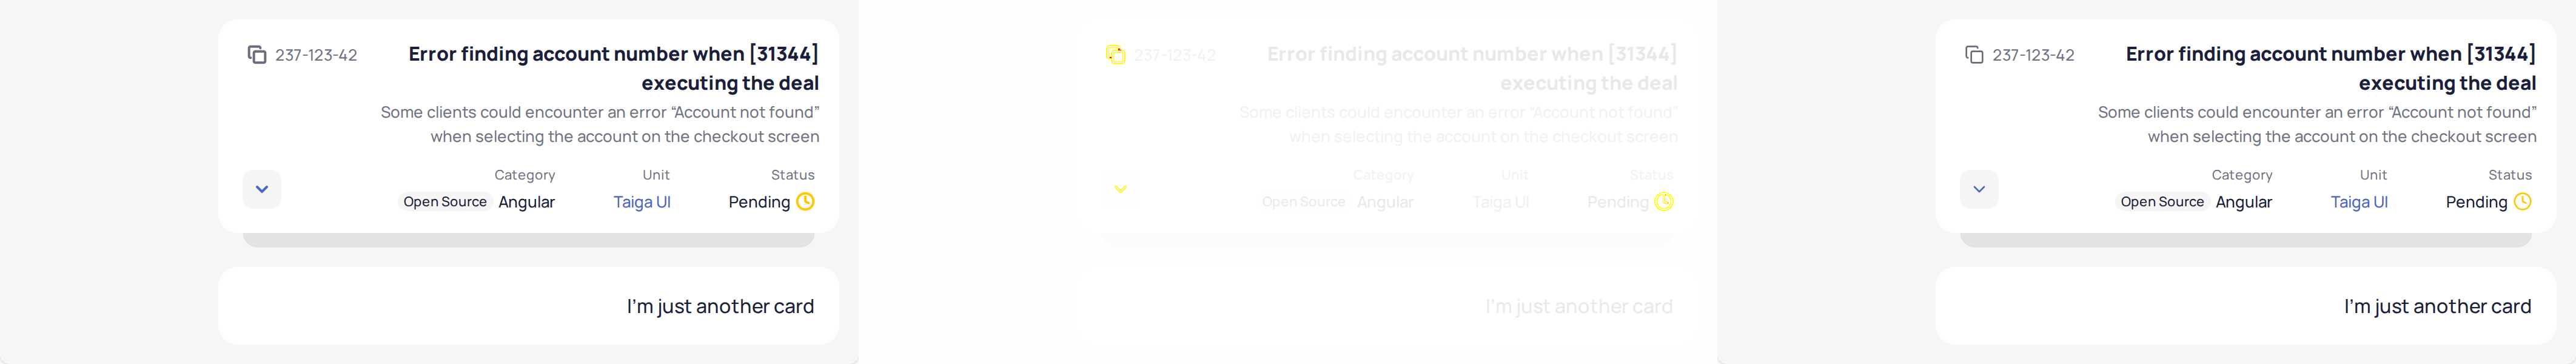 237-123-42
Error finding account number when [31344]
executing the deal
Some clients could encounter an error “Account not found”
when selecting the account on the checkout screen
Category
Unit
Status
Open Source Angular
Taiga UI
Pending
I’m just another card
237-123-42
Error finding account number when [31344]
executing the deal
Some clients could encounter an error “Account not found”
when selecting the account on the checkout screen
Category
Unit
Status
Open Source Angular
Taiga UI
Pending
I’m just another card
237-123-42
Error finding account number when [31344]
executing the deal
Some clients could encounter an error “Account not found”
when selecting the account on the checkout screen
Category
Unit
Status
Open Source Angular
Taiga UI
Pending
I’m just another card